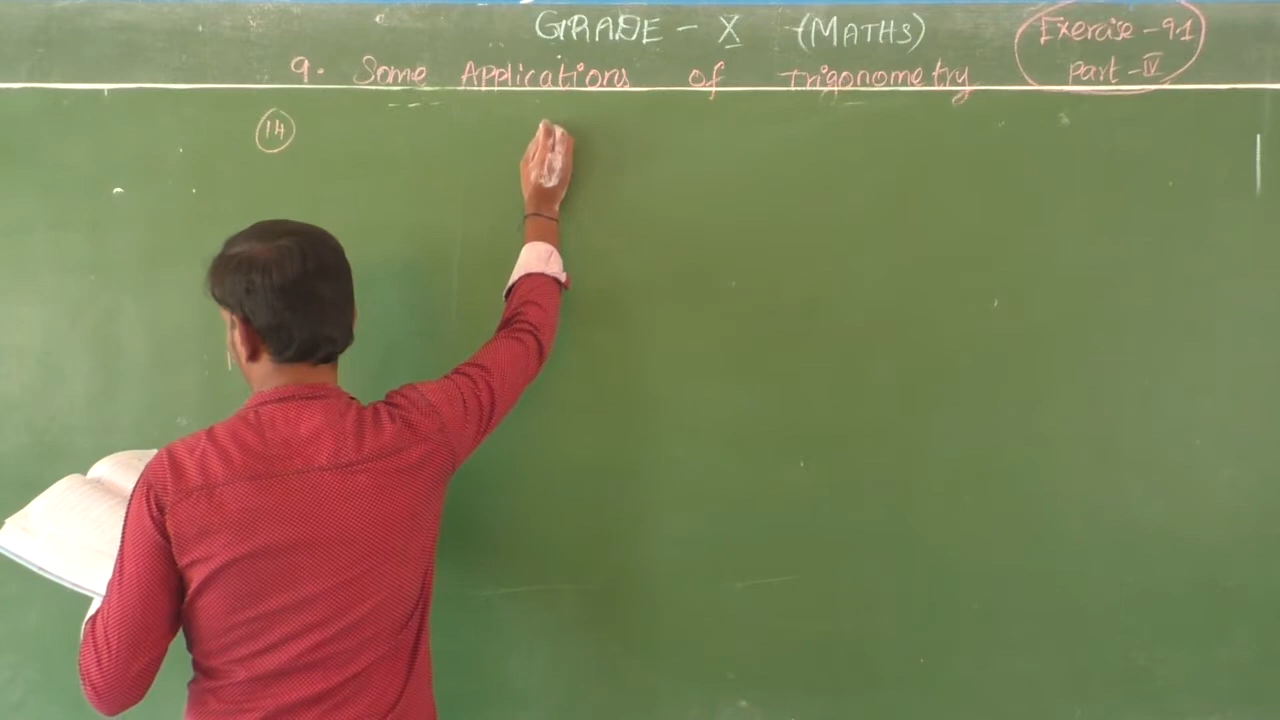 GRADE - X (MATHS)
Exercise - 9.1
part - IV
9. Some Applications of Trigonometry
14